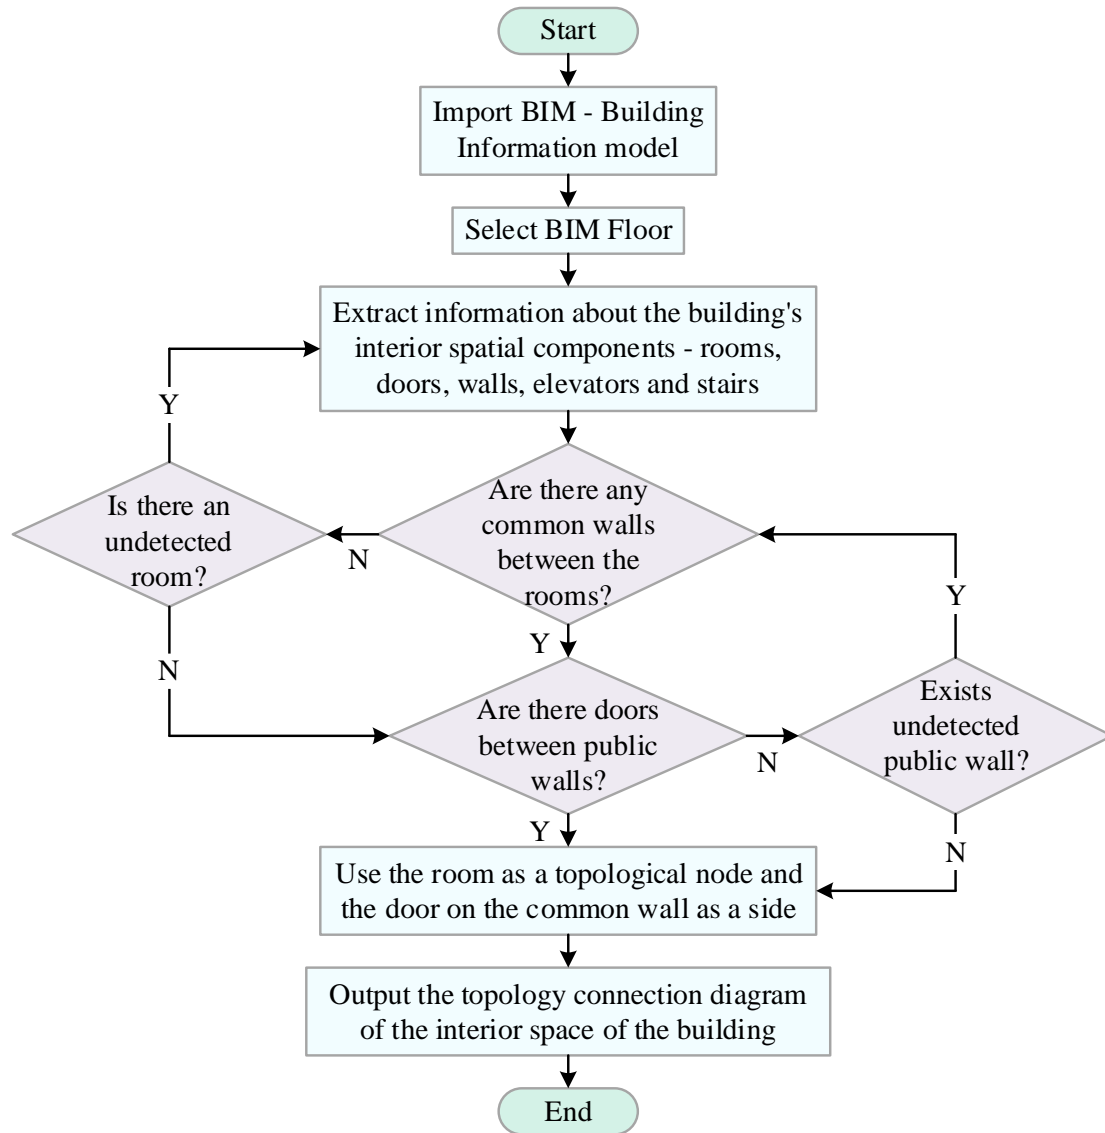 Start
Import BIM - Building
Information model
Select BIM Floor
Extract information about the building's
interior spatial components - rooms,
doors, walls, elevators and stairs
Y
Is there an
undetected
room?
N
Are there any
common walls
between the
rooms?
Y
N
Y
Are there doors
between public
walls?
N
Exists
undetected
public wall?
Y
N
Use the room as a topological node and
the door on the common wall as a side
Output the topology connection diagram
of the interior space of the building
End